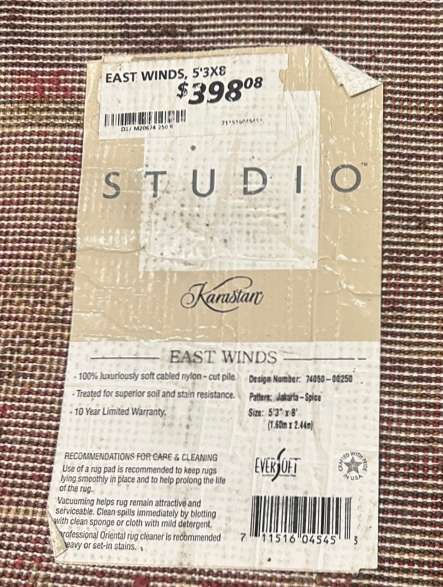 EAST WINDS, 5'3X8
$398 08
STUDIO™
Karastan
EAST WINDS
- 100% luxuriously soft cabled nylon - cut pile.
- Treated for superior soil and stain resistance.
- 10 Year Limited Warranty.
Design Number: 74050-00250
Pattern: Jakarta-Spice
Size: 5'3" x 8'
(1.60m x 2.44m)
RECOMMENDATIONS FOR CARE & CLEANING
Use of a rug pad is recommended to keep rugs
lying smoothly in place and to help prolong the life
of the rug.
Vacuuming helps rug remain attractive and
serviceable. Clean spills immediately by blotting
with clean sponge or cloth with mild detergent.
Professional Oriental rug cleaner is recommended
heavy or set-in stains.
EVERSOFT
CRAFTED WITH PRIDE IN U.S.A.
7 11516 04545 3